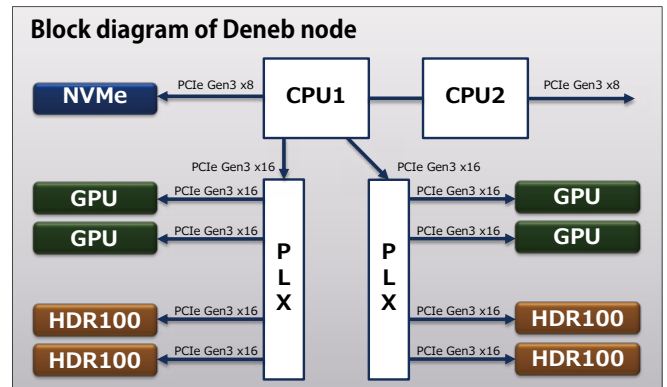 Block diagram of Deneb node
NVMe
PCIe Gen3 x8
CPU1
CPU2
PCIe Gen3 x8
PCIe Gen3 x16
PCIe Gen3 x16
GPU
PCIe Gen3 x16
PCIe Gen3 x16
GPU
GPU
PCIe Gen3 x16
PCIe Gen3 x16
GPU
P
L
X
P
L
X
HDR100
PCIe Gen3 x16
PCIe Gen3 x16
HDR100
HDR100
PCIe Gen3 x16
PCIe Gen3 x16
HDR100